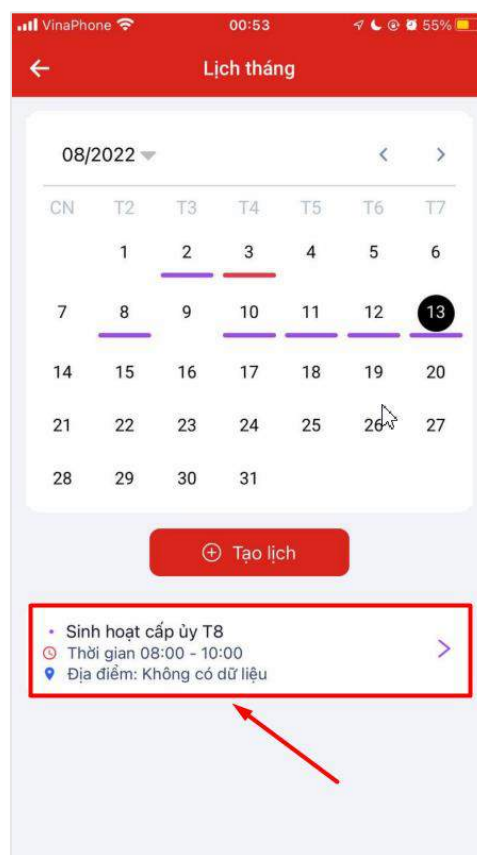 VinaPhone 00:53 55%
Lịch tháng
08/2022
CN T2 T3 T4 T5 T6 T7
1 2 3 4 5 6
7 8 9 10 11 12 13
14 15 16 17 18 19 20
21 22 23 24 25 26 27
28 29 30 31
Tạo lịch
Sinh hoạt cấp ủy T8
Thời gian 08:00 - 10:00
Địa điểm: Không có dữ liệu